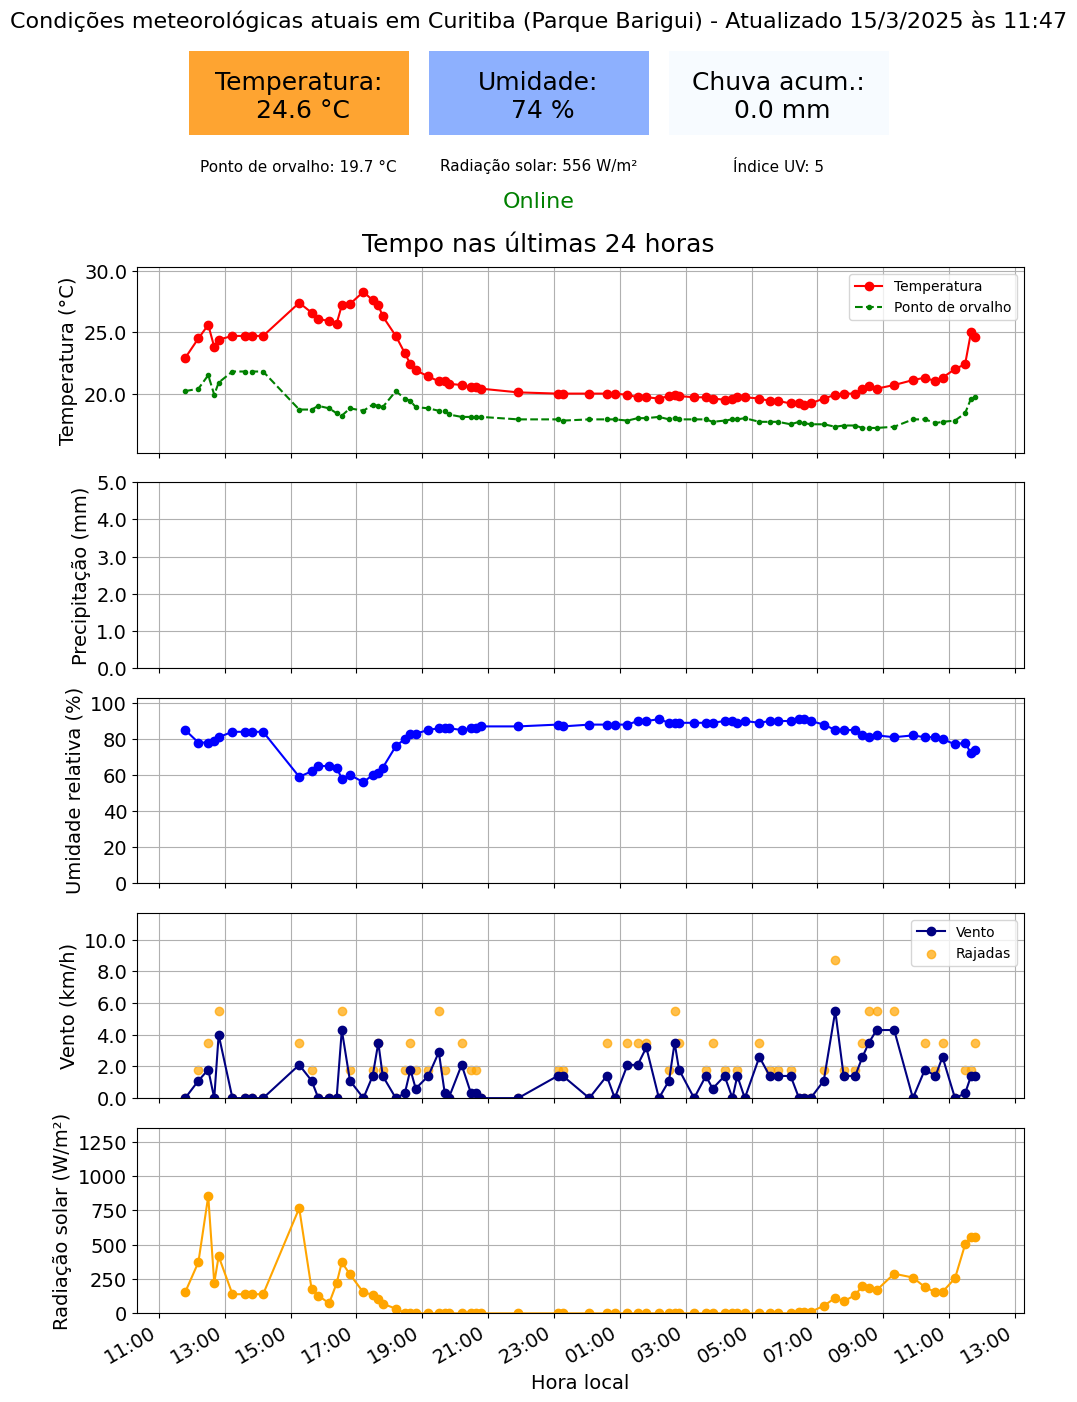 Condições meteorológicas atuais em Curitiba (Parque Barigui) - Atualizado 15/3/2025 às 11:47
Temperatura:
24.6 °C
Umidade:
74 %
Chuva acum.:
0.0 mm
Ponto de orvalho: 19.7 °C
Radiação solar: 556 W/m²
Índice UV: 5
Online
Tempo nas últimas 24 horas
Temperatura (°C)
30.0
25.0
20.0
Temperatura
Ponto de orvalho
Precipitação (mm)
5.0
4.0
3.0
2.0
1.0
0.0
Umidade relativa (%)
100
80
60
40
20
0
Vento (km/h)
10.0
8.0
6.0
4.0
2.0
0.0
Vento
Rajadas
Radiação solar (W/m²)
1250
1000
750
500
250
0
11:00
13:00
15:00
17:00
19:00
21:00
23:00
01:00
03:00
05:00
07:00
09:00
11:00
13:00
Hora local